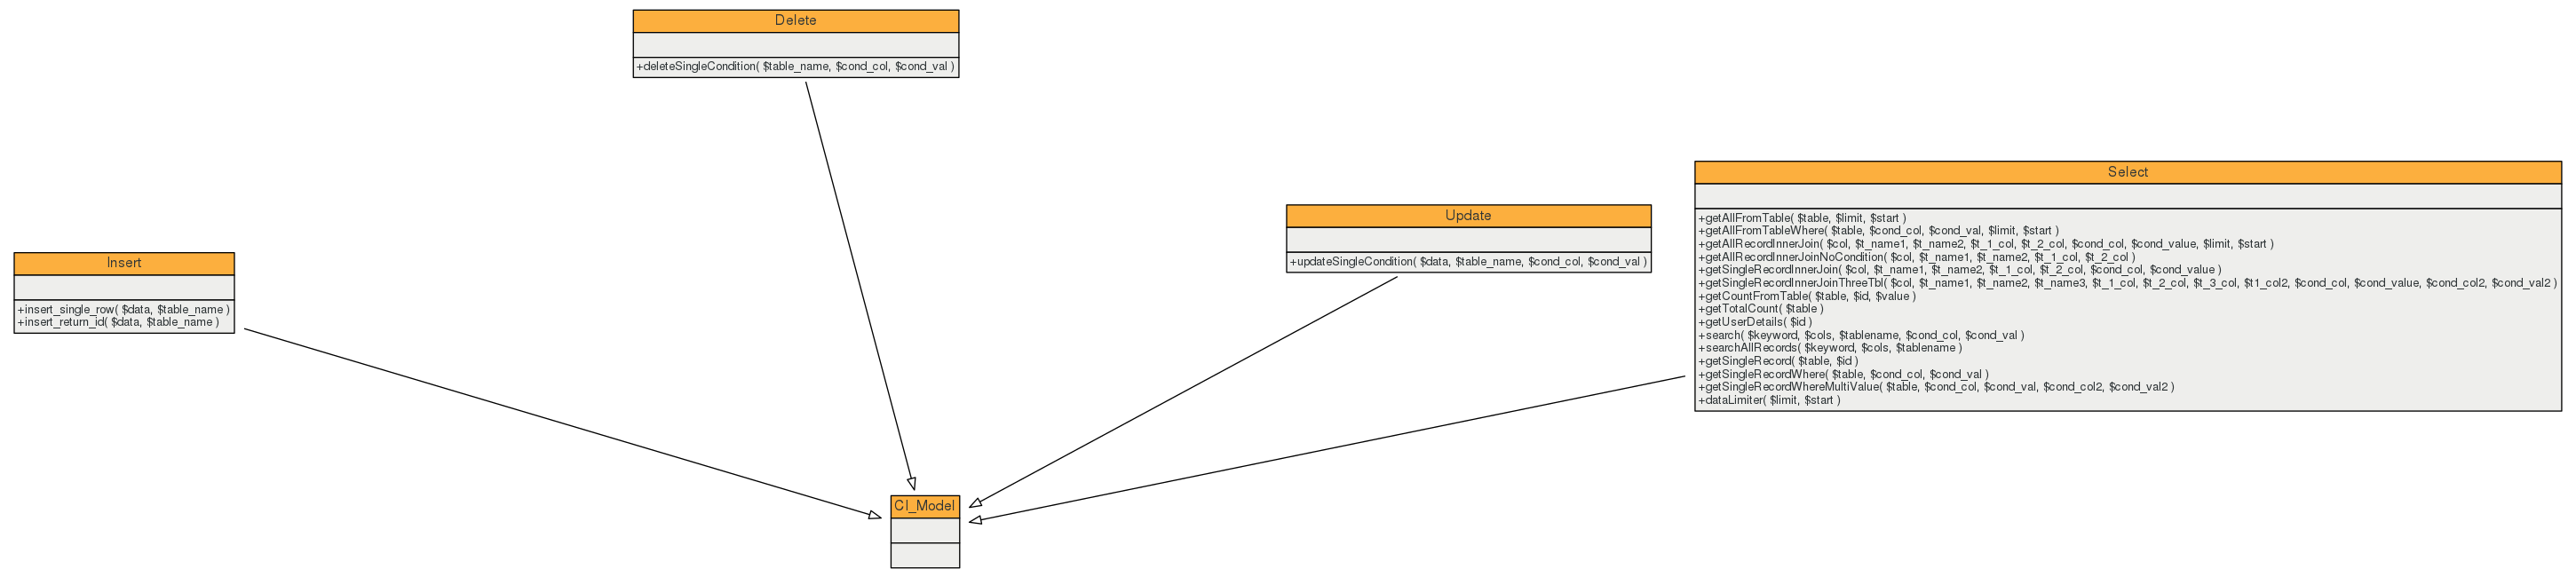 Delete
+deleteSingleCondition( $table_name, $cond_col, $cond_val )
Select
+getAllFromTable( $table, $limit, $start )
+getAllFromTableWhere( $table, $cond_col, $cond_val, $limit, $start )
+getAllRecordInnerJoin( $col, $t_name1, $t_name2, $t_1_col, $t_2_col, $cond_col, $cond_value, $limit, $start )
+getAllRecordInnerJoinNoCondition( $col, $t_name1, $t_name2, $t_1_col, $t_2_col )
+getSingleRecordInnerJoin( $col, $t_name1, $t_name2, $t_1_col, $t_2_col, $cond_col, $cond_value )
+getSingleRecordInnerJoinThreeTbl( $col, $t_name1, $t_name2, $t_name3, $t_1_col, $t_2_col, $t_3_col, $t1_col2, $cond_col, $cond_value, $cond_col2, $cond_val2 )
+getCountFromTable( $table, $id, $value )
+getTotalCount( $table )
+getUserDetails( $id )
+search( $keyword, $cols, $tablename, $cond_col, $cond_val )
+searchAllRecords( $keyword, $cols, $tablename )
+getSingleRecord( $table, $id )
+getSingleRecordWhere( $table, $cond_col, $cond_val )
+getSingleRecordWhereMultiValue( $table, $cond_col, $cond_val, $cond_col2, $cond_val2 )
+dataLimiter( $limit, $start )
Update
+updateSingleCondition( $data, $table_name, $cond_col, $cond_val )
Insert
+insert_single_row( $data, $table_name )
+insert_return_id( $data, $table_name )
CI_Model